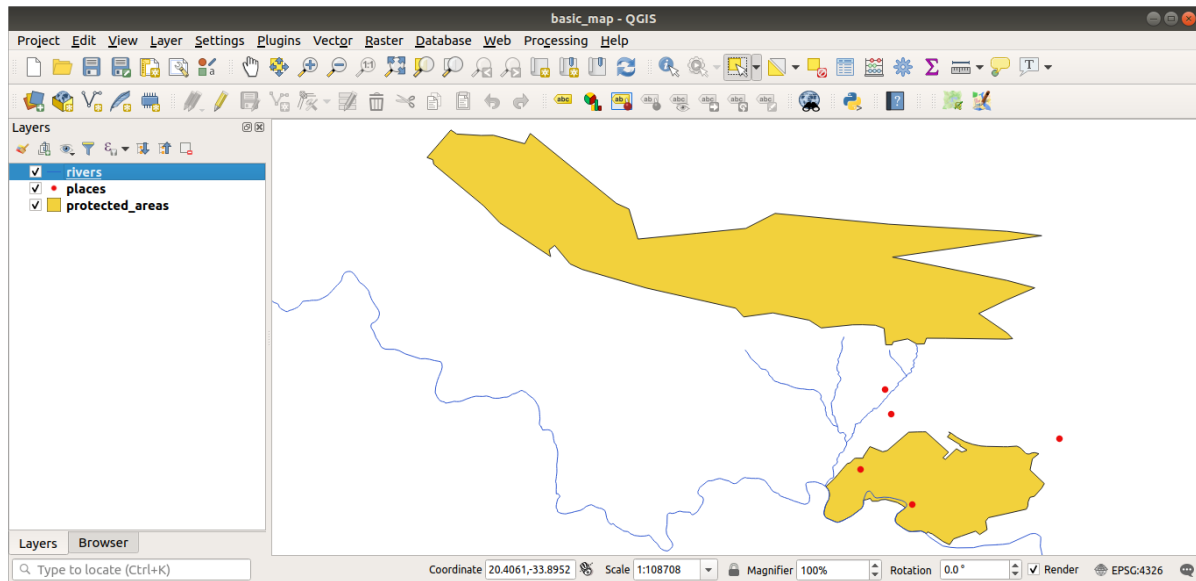 basic_map - QGIS
Project Edit View Layer Settings Plugins Vector Raster Database Web Processing Help
Layers
rivers
places
protected_areas
Layers Browser
Type to locate (Ctrl+K) Coordinate 20.4061,-33.8952 Scale 1:108708 Magnifier 100% Rotation 0.0 ° Render EPSG:4326